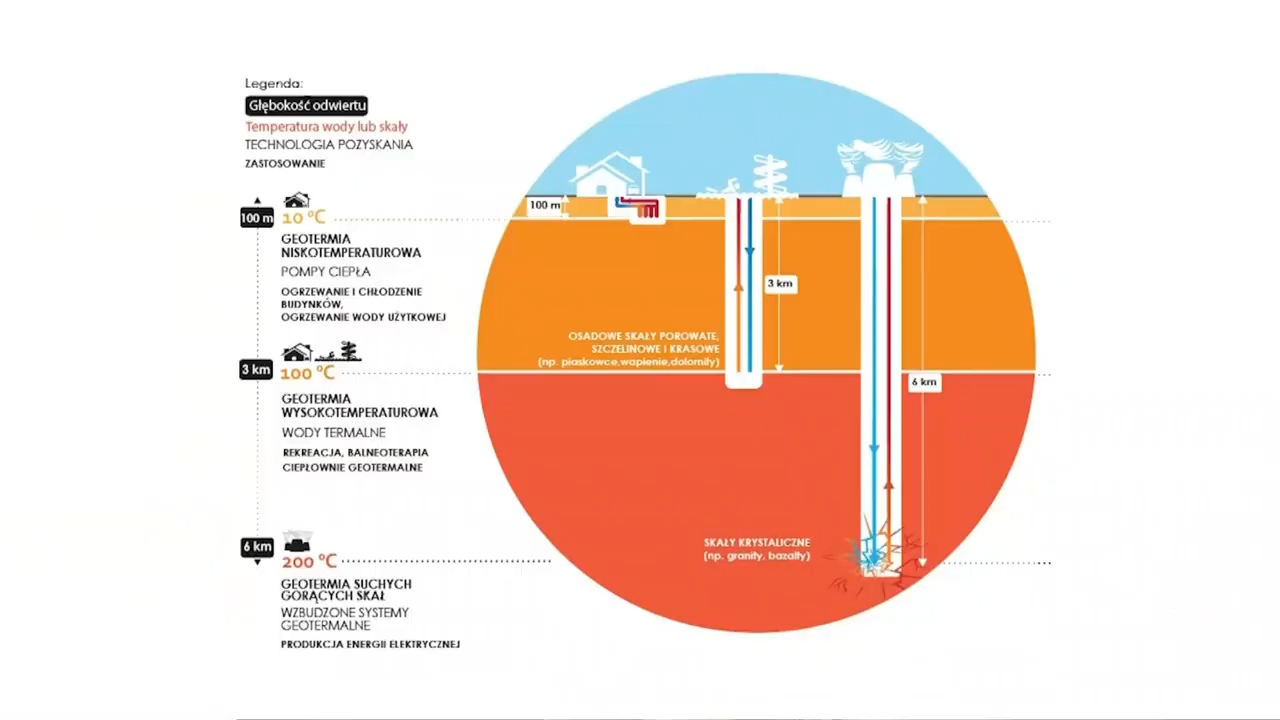 Legenda:
Głębokość odwiertu
Temperatura wody lub skały
TECHNOLOGIA POZYSKANIA
ZASTOSOWANIE
100 m
10 °C
GEOTERMIA
NISKOTEMPERATUROWA
POMPY CIEPŁA
OGRZEWANIE I CHŁODZENIE
BUDYNKÓW,
OGRZEWANIE WODY UŻYTKOWEJ
3 km
100 °C
GEOTERMIA
WYSOKOTEMPERATUROWA
WODY TERMALNE
REKREACJA, BALNEOTERAPIA
CIEPŁOWNIE GEOTERMALNE
6 km
200 °C
GEOTERMIA SUCHYCH
GORĄCYCH SKAŁ
WZBUDZONE SYSTEMY
GEOTERMALNE
PRODUKCJA ENERGII ELEKTRYCZNEJ
100 m
3 km
OSADOWE SKAŁY POROWATE,
SZCZELINOWE I KRASOWE
(np. piaskowce,wapienie,dolomity)
6 km
SKAŁY KRYSTALICZNE
(np. granity, bazalty)